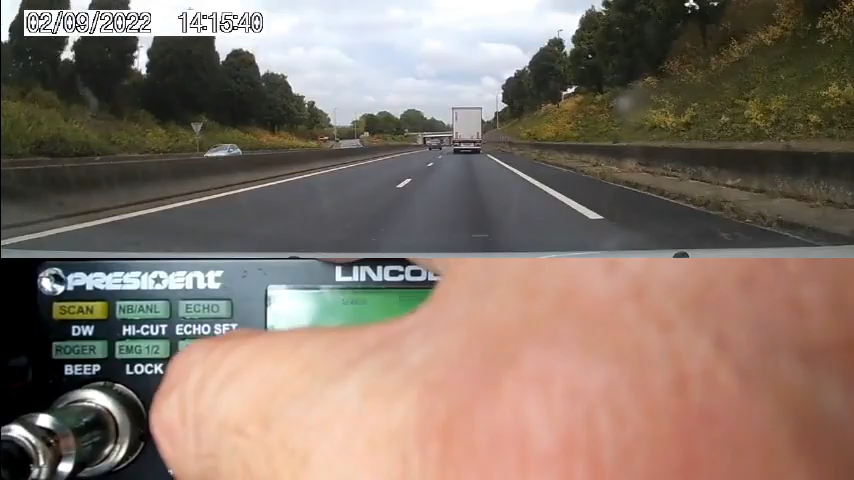 02/09/2022 14:15:40
PRESIDENT LINCOL
SCAN NB/ANL ECHO
DW HI-CUT ECHO SET
ROGER EMG 1/2
BEEP LOCK